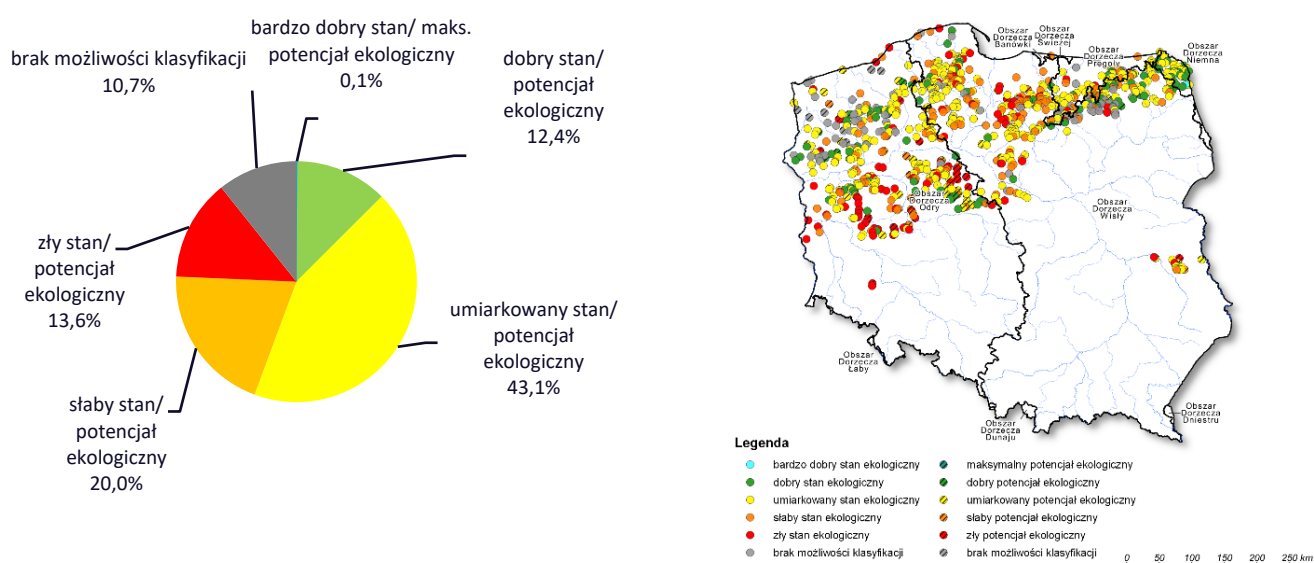 bardzo dobry stan/ maks.
potencjał ekologiczny
0,1%
brak możliwości klasyfikacji
10,7%
dobry stan/
potencjał
ekologiczny
12,4%
zły stan/
potencjał
ekologiczny
13,6%
umiarkowany stan/
potencjał
ekologiczny
43,1%
słaby stan/
potencjał
ekologiczny
20,0%
Obszar
Dorzecza
Banówki
Obszar
Dorzecza
Świeżej
Obszar
Dorzecza
Pregoły
Obszar
Dorzecza
Niemna
Obszar
Dorzecza
Odry
Obszar
Dorzecza
Wisły
Obszar
Dorzecza
Łaby
Obszar
Dorzecza
Dunaju
Obszar
Dorzecza
Dniestru
Legenda
bardzo dobry stan ekologiczny
dobry stan ekologiczny
umiarkowany stan ekologiczny
słaby stan ekologiczny
zły stan ekologiczny
brak możliwości klasyfikacji
maksymalny potencjał ekologiczny
dobry potencjał ekologiczny
umiarkowany potencjał ekologiczny
słaby potencjał ekologiczny
zły potencjał ekologiczny
brak możliwości klasyfikacji
0 50 100 150 200 250 km